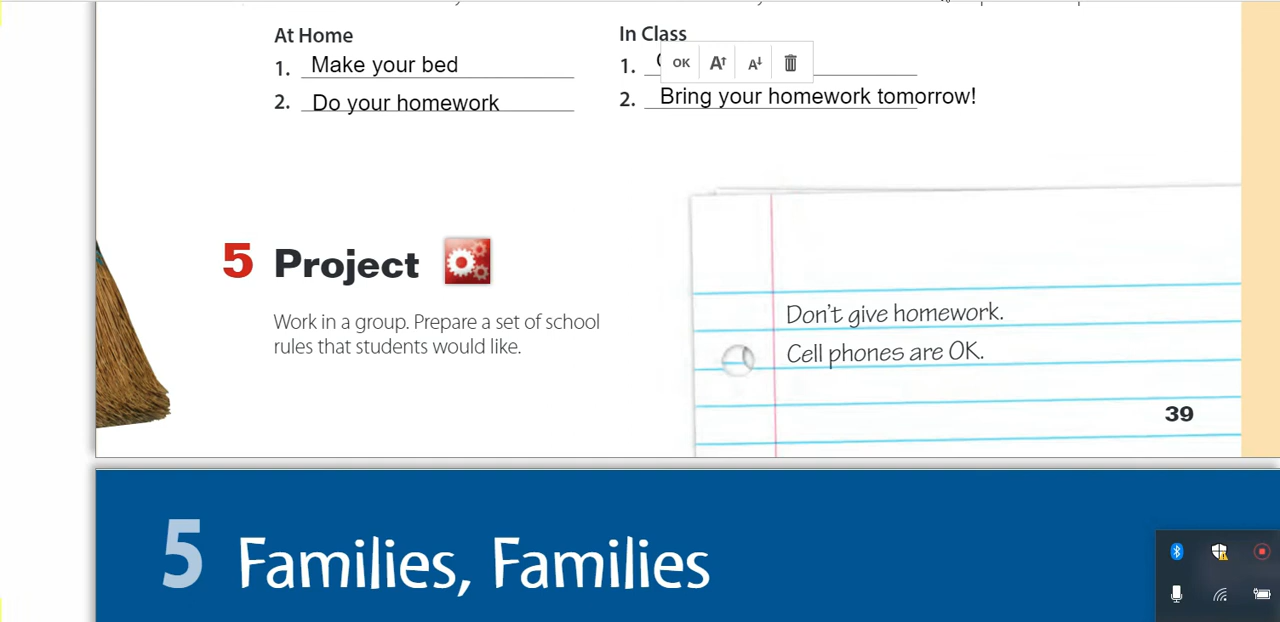 At Home
In Class
1. Make your bed
1.
OK A↑ A↓
2. Do your homework
2. Bring your homework tomorrow!
5 Project
Work in a group. Prepare a set of school
rules that students would like.
Don't give homework.
Cell phones are OK.
39
5 Families, Families